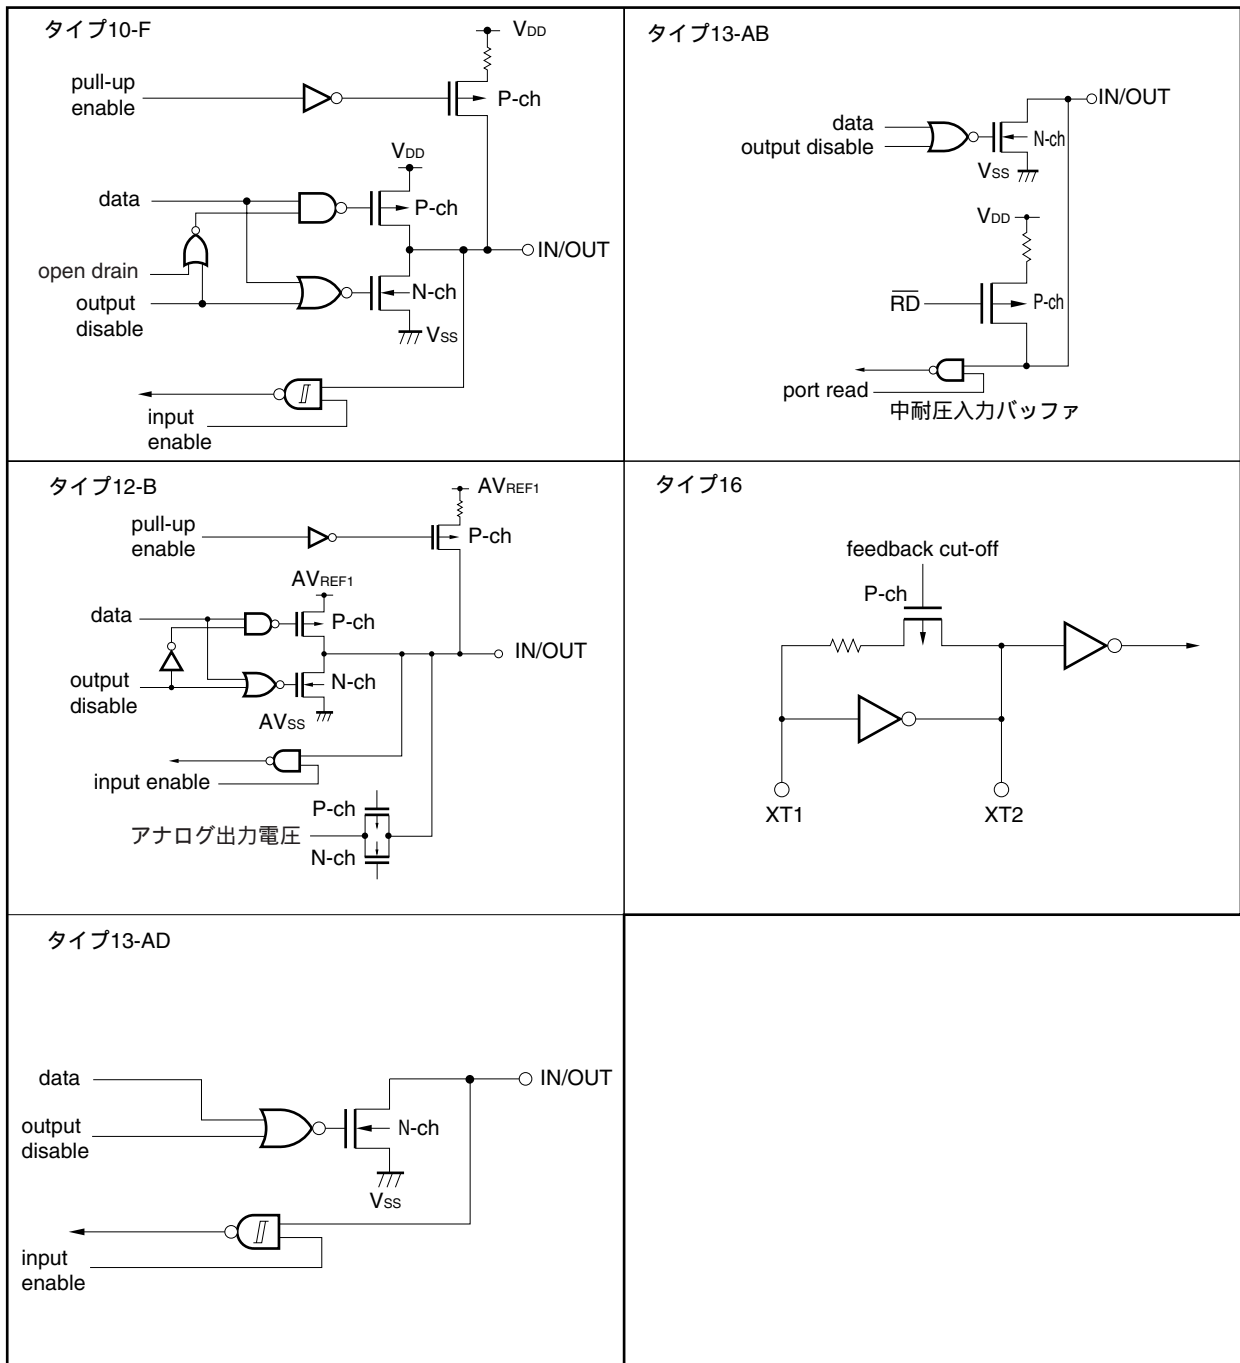 タイプ10-F
VDD
pull-up
enable
P-ch
VDD
data
P-ch
IN/OUT
open drain
output
disable
N-ch
VSS
input
enable
タイプ13-AB
IN/OUT
data
output disable
N-ch
VSS
VDD
RD
P-ch
port read
中耐圧入力バッファ
タイプ12-B
AVREF1
pull-up
enable
P-ch
AVREF1
data
P-ch
IN/OUT
output
disable
N-ch
AVSS
input enable
P-ch
アナログ出力電圧
N-ch
タイプ16
feedback cut-off
P-ch
XT1
XT2
タイプ13-AD
data
IN/OUT
output
disable
N-ch
VSS
input
enable